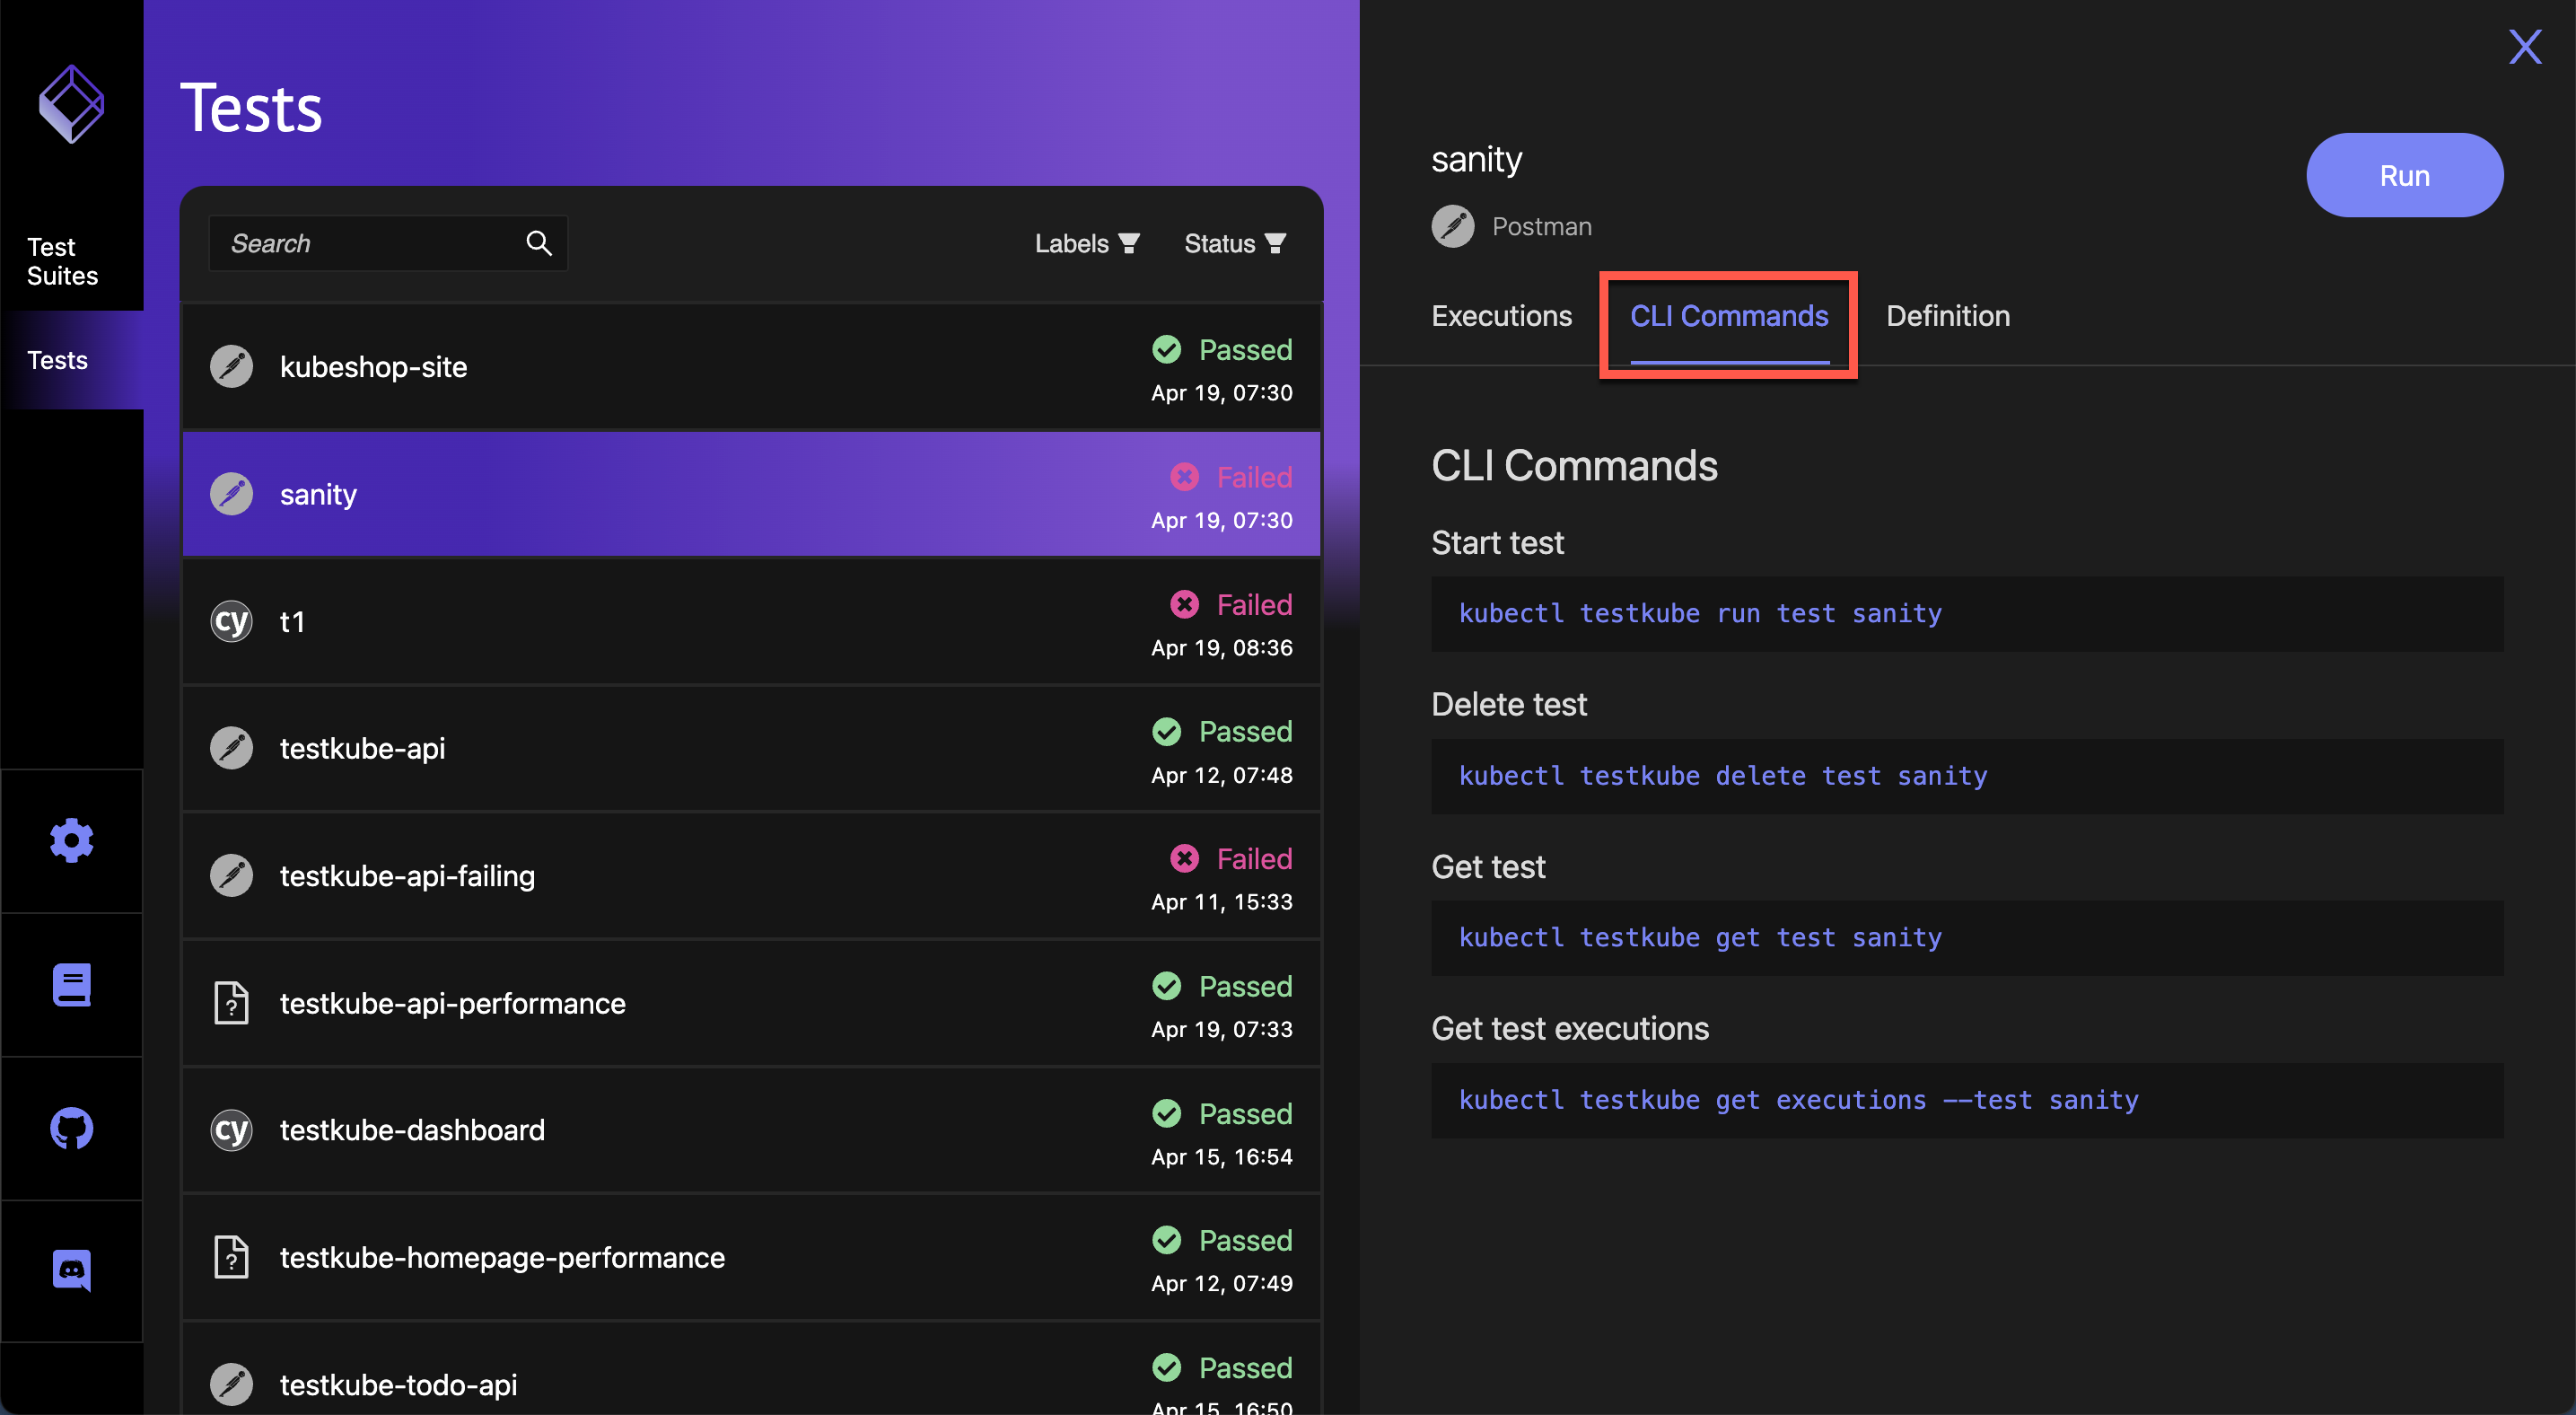 Test
Suites
Tests
Tests
Search
Labels
Status
kubeshop-site
Passed
Apr 19, 07:30
sanity
Failed
Apr 19, 07:30
cy
t1
Failed
Apr 19, 08:36
testkube-api
Passed
Apr 12, 07:48
testkube-api-failing
Failed
Apr 11, 15:33
?
testkube-api-performance
Passed
Apr 19, 07:33
cy
testkube-dashboard
Passed
Apr 15, 16:54
?
testkube-homepage-performance
Passed
Apr 12, 07:49
testkube-todo-api
Passed
Apr 15, 16:50
X
sanity
Run
Postman
Executions
CLI Commands
Definition
CLI Commands
Start test
kubectl testkube run test sanity
Delete test
kubectl testkube delete test sanity
Get test
kubectl testkube get test sanity
Get test executions
kubectl testkube get executions --test sanity